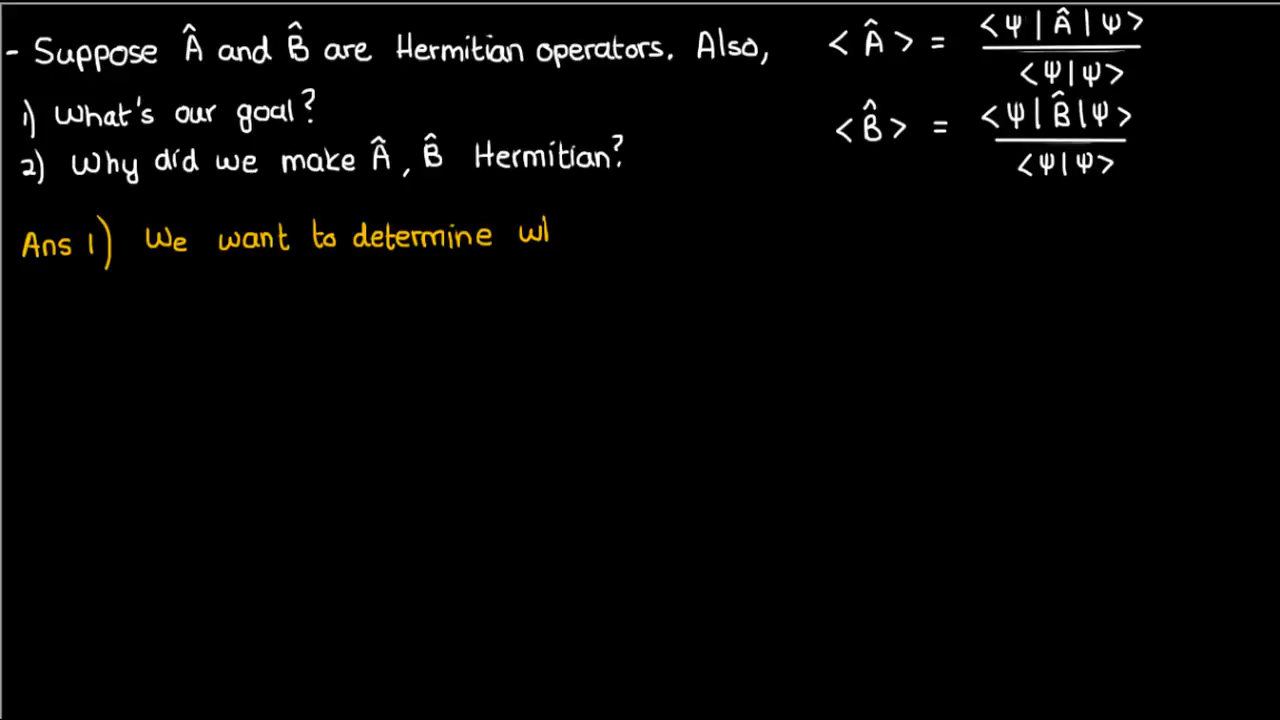 - Suppose Â and B̂ are Hermitian operators. Also, < Â > = <ψ|Â|ψ> / <ψ|ψ>
1) What's our goal?
< B̂ > = <ψ|B̂|ψ> / <ψ|ψ>
2) Why did we make Â, B̂ Hermitian?
Ans 1) We want to determine wh